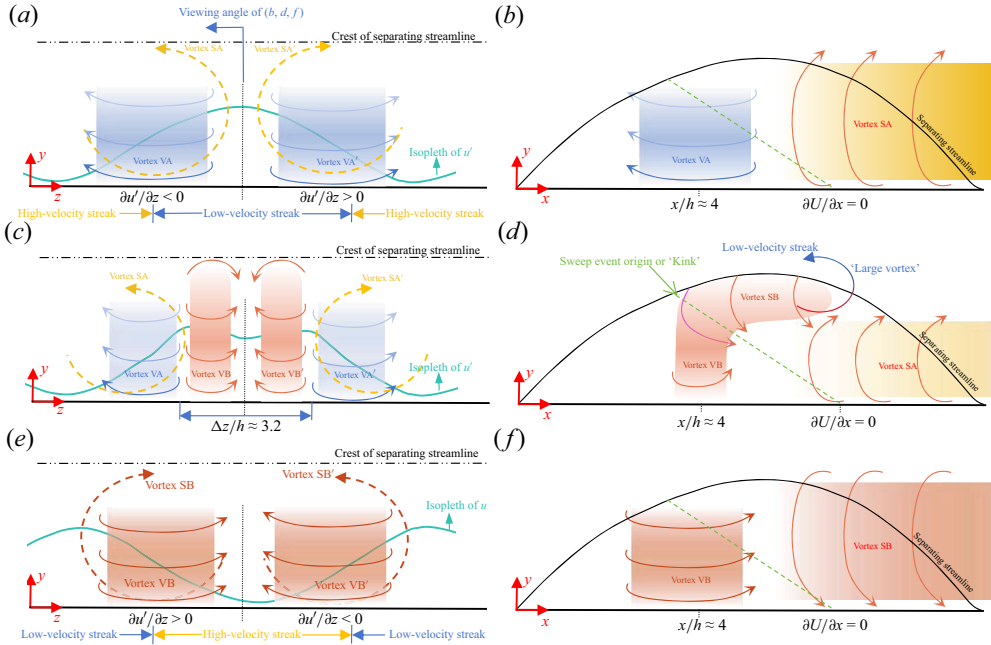 (a)
Viewing angle of (b, d, f)
Crest of separating streamline
Vortex SA
Vortex SA′
Vortex VA
Vortex VA′
Isopleth of u′
y
z
∂u′/∂z < 0
∂u′/∂z > 0
High-velocity streak
Low-velocity streak
High-velocity streak
(b)
Vortex VA
Vortex SA
Separating streamline
y
x
x/h ≈ 4
∂U/∂x = 0
(c)
Crest of separating streamline
Vortex SA
Vortex SA′
Vortex VA
Vortex VB
Vortex VB′
Vortex VA′
Isopleth of u′
y
z
Δz/h ≈ 3.2
(d)
Low-velocity streak
Sweep event origin or ‘Kink’
‘Large vortex’
Vortex SB
Vortex VB
Vortex SA
Separating streamline
y
x
x/h ≈ 4
∂U/∂x = 0
(e)
Crest of separating streamline
Vortex SB
Vortex SB′
Isopleth of u
Vortex VB
Vortex VB′
y
z
∂u′/∂z > 0
∂u′/∂z < 0
Low-velocity streak
High-velocity streak
Low-velocity streak
(f)
Vortex VB
Vortex SB
Separating streamline
y
x
x/h ≈ 4
∂U/∂x = 0